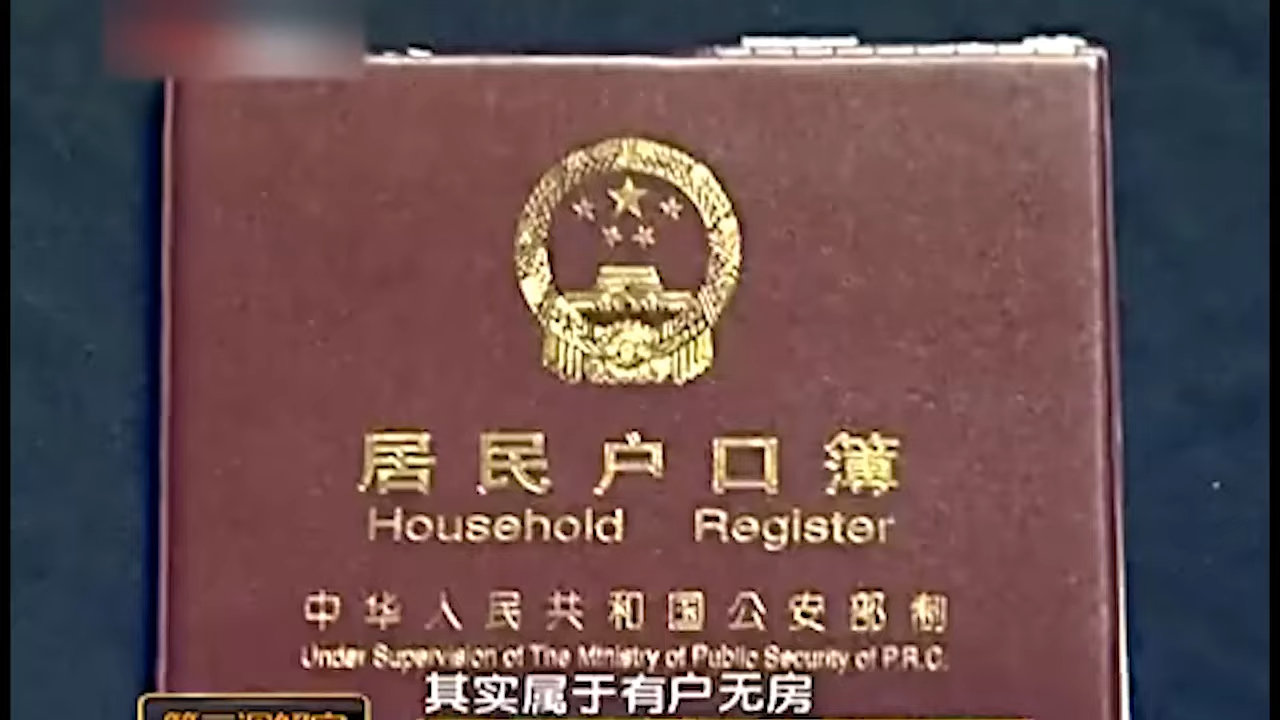 居民户口簿
Household Register
中华人民共和国公安部制
Under Supervision of The Ministry of Public Security of P.R.C.
其实属于有户无房